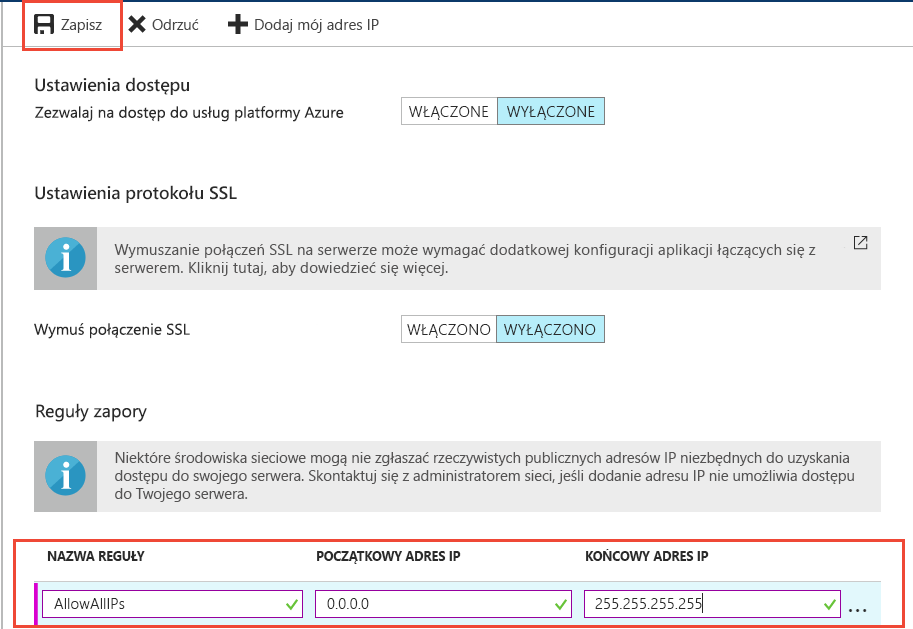 Zapisz Odrzuć Dodaj mój adres IP
Ustawienia dostępu
Zezwalaj na dostęp do usług platformy Azure WŁĄCZONE WYŁĄCZONE
Ustawienia protokołu SSL
Wymuszanie połączeń SSL na serwerze może wymagać dodatkowej konfiguracji aplikacji łączących się z
serwerem. Kliknij tutaj, aby dowiedzieć się więcej.
Wymuś połączenie SSL WŁĄCZONO WYŁĄCZONO
Reguły zapory
Niektóre środowiska sieciowe mogą nie zgłaszać rzeczywistych publicznych adresów IP niezbędnych do uzyskania
dostępu do swojego serwera. Skontaktuj się z administratorem sieci, jeśli dodanie adresu IP nie umożliwia dostępu
do Twojego serwera.
NAZWA REGUŁY POCZĄTKOWY ADRES IP KOŃCOWY ADRES IP
AllowAllIPs 0.0.0.0 255.255.255.255 ...